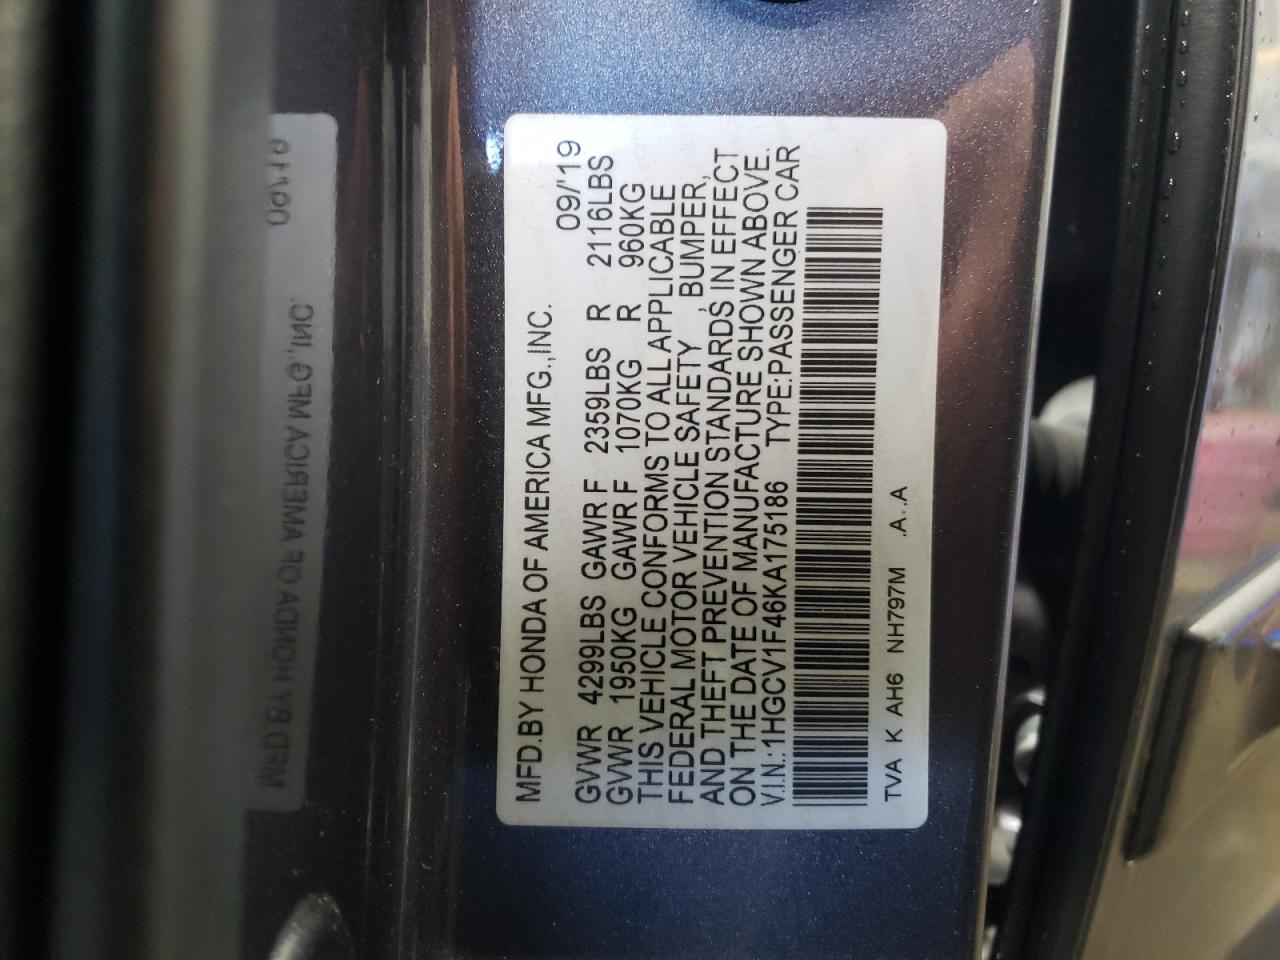 MFD.BY HONDA OF AMERICA MFG.,INC. 09/'19
GVWR 4299LBS GAWR F 2359LBS R 2116LBS
GVWR 1950KG GAWR F 1070KG R 960KG
THIS VEHICLE CONFORMS TO ALL APPLICABLE
FEDERAL MOTOR VEHICLE SAFETY , BUMPER,
AND THEFT PREVENTION STANDARDS, IN EFFECT
ON THE DATE OF MANUFACTURE SHOWN ABOVE.
V.I.N.:1HGCV1F46KA175186 TYPE:PASSENGER CAR
TVA K AH6 NH797M .A..A